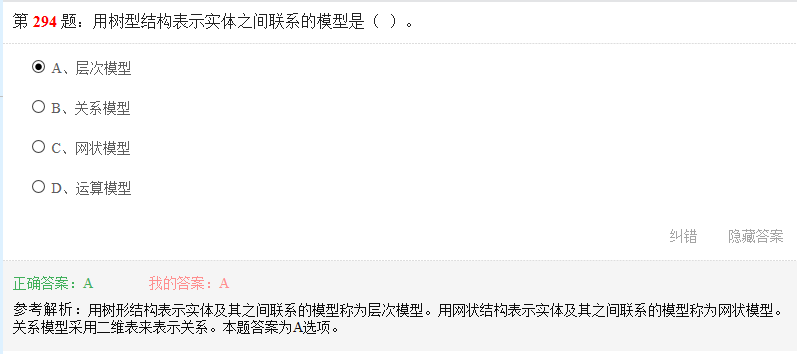 第 294 题：用树型结构表示实体之间联系的模型是（ ）。
A、层次模型
B、关系模型
C、网状模型
D、运算模型
纠错 隐藏答案
正确答案：A 我的答案：A
参考解析：用树形结构表示实体及其之间联系的模型称为层次模型。用网状结构表示实体及其之间联系的模型称为网状模型。
关系模型采用二维表来表示关系。本题答案为A选项。